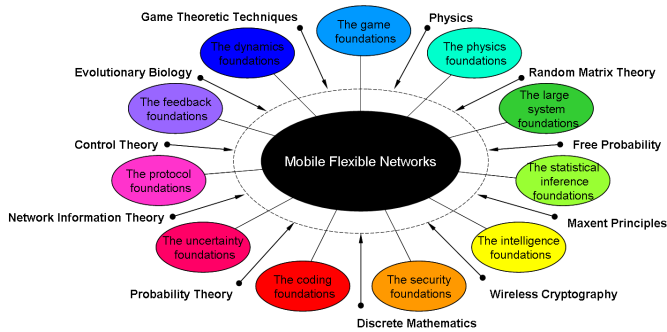 Game Theoretic Techniques
The game
foundations
Physics
The dynamics
foundations
The physics
foundations
Evolutionary Biology
Random Matrix Theory
The feedback
foundations
The large
system
foundations
Control Theory
Mobile Flexible Networks
Free Probability
The protocol
foundations
The statistical
inference
foundations
Network Information Theory
Maxent Principles
The uncertainty
foundations
The intelligence
foundations
Probability Theory
The coding
foundations
The security
foundations
Wireless Cryptography
Discrete Mathematics